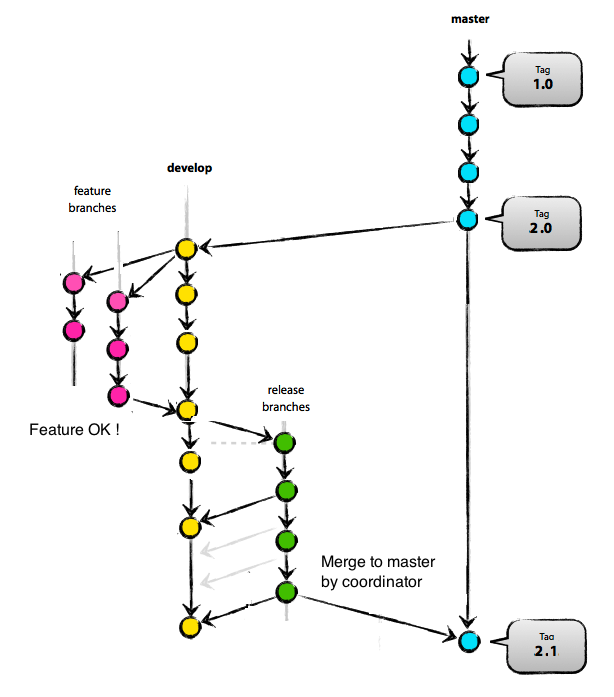 master
Tag
1.0
develop
feature
branches
Tag
2.0
release
branches
Feature OK !
Merge to master
by coordinator
Tag
2.1